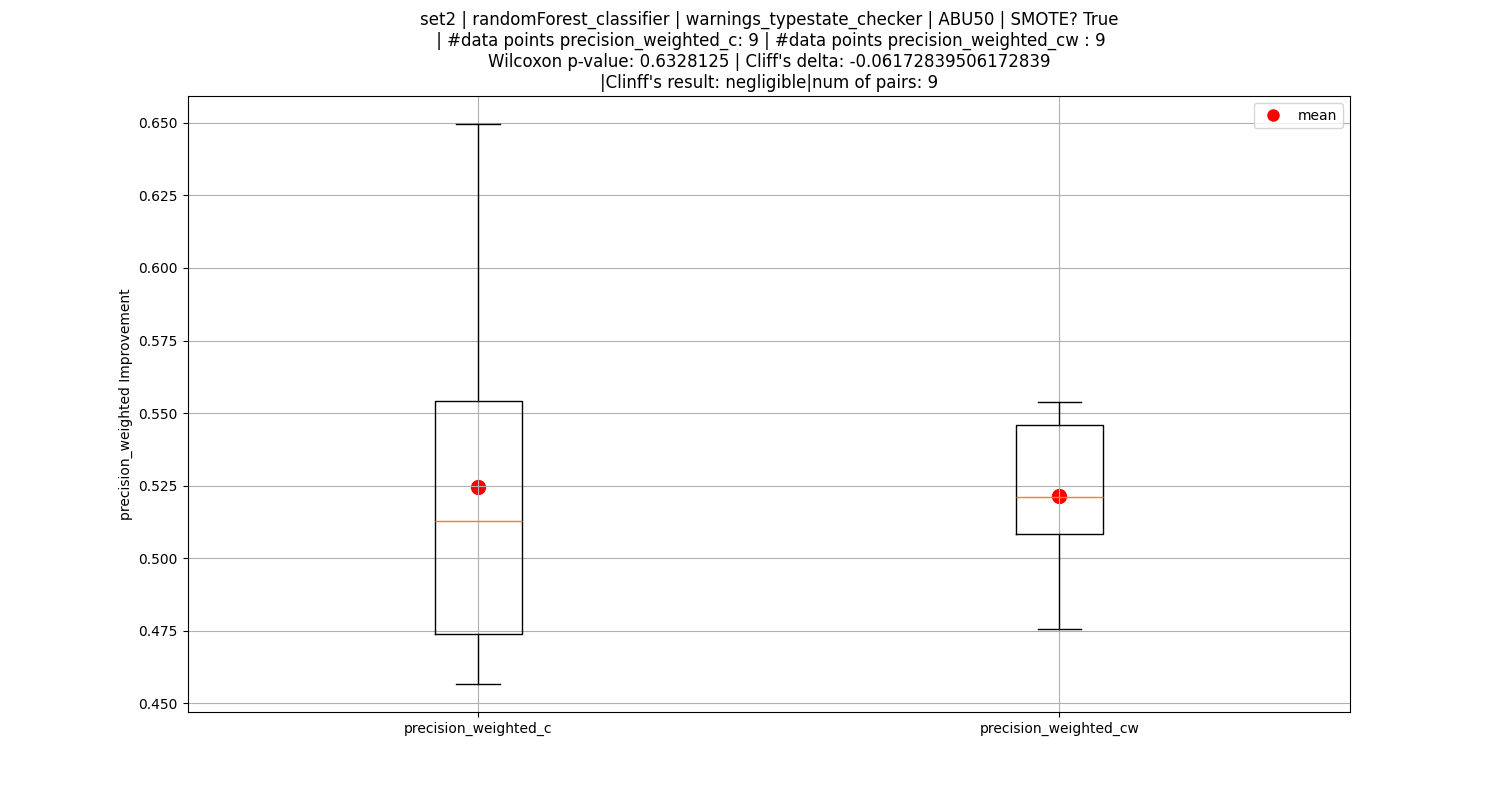 set2 | randomForest_classifier | warnings_typestate_checker | ABU50 | SMOTE? True
| #data points precision_weighted_c: 9 | #data points precision_weighted_cw : 9
Wilcoxon p-value: 0.6328125 | Cliff's delta: -0.06172839506172839
|Clinff's result: negligible|num of pairs: 9
mean
0.650
0.625
0.600
0.575
0.550
0.525
0.500
0.475
0.450
precision_weighted Improvement
precision_weighted_c
precision_weighted_cw